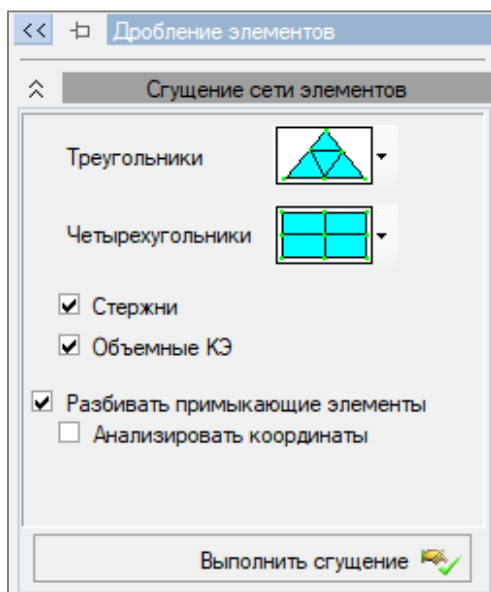 << Дробление элементов
Сгущение сети элементов
Треугольники
Четырехугольники
Стержни
Объемные КЭ
Разбивать примыкающие элементы
Анализировать координаты
Выполнить сгущение